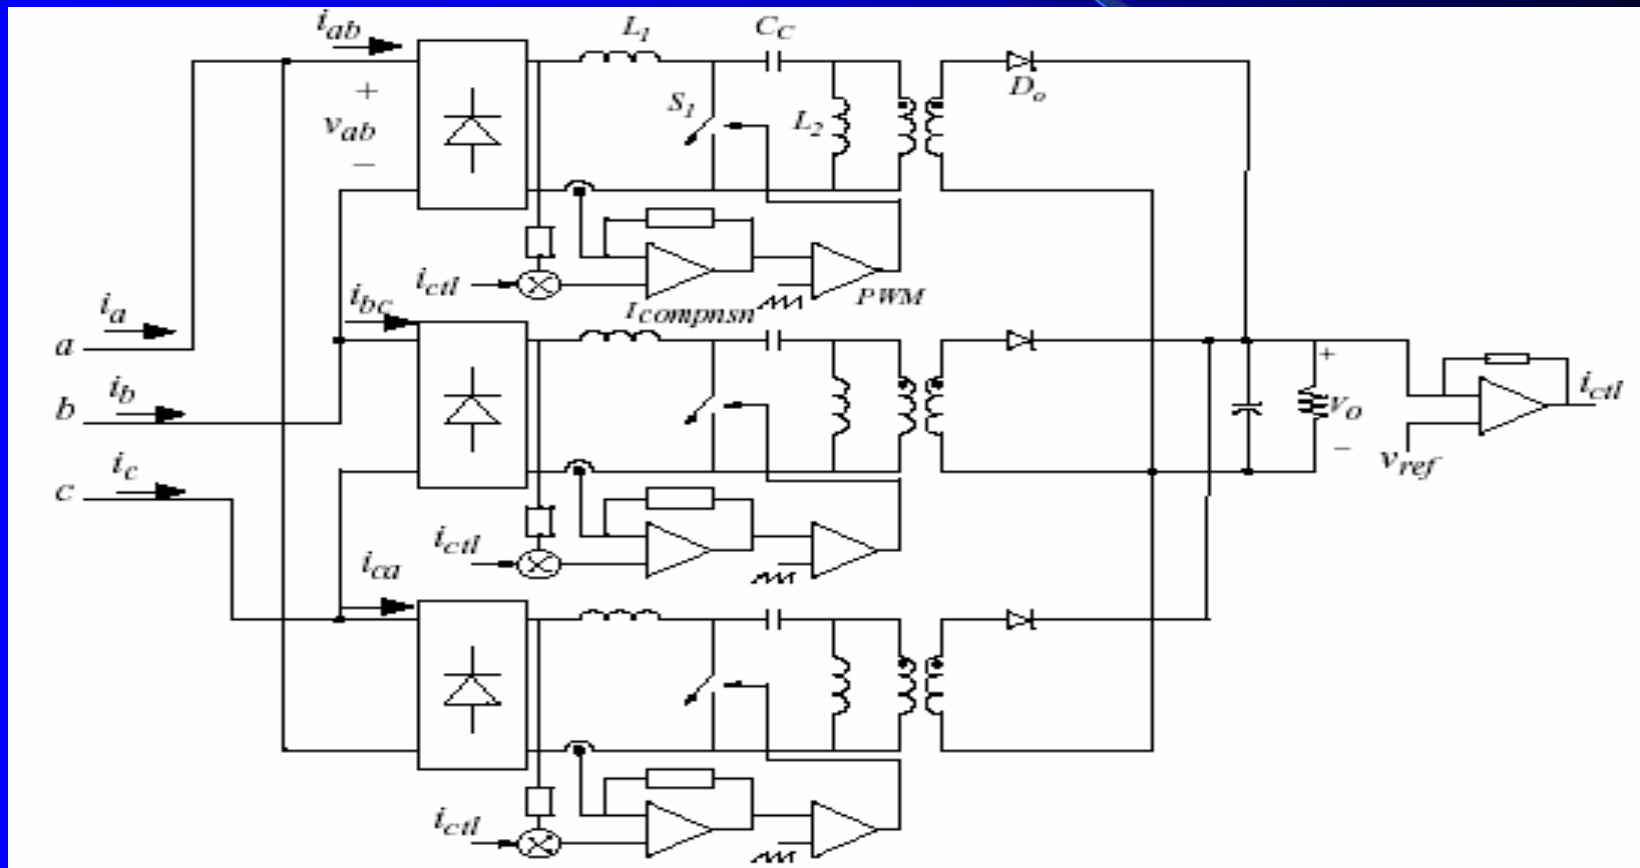 i_ab
L_1
C_C
+
v_ab
−
S_1
L_2
D_o
i_ctl
I_compnsn
PWM
i_a
a
i_bc
i_b
b
i_c
c
+
V_o
−
i_ctl
v_ref
i_ctl
i_ca
i_ctl